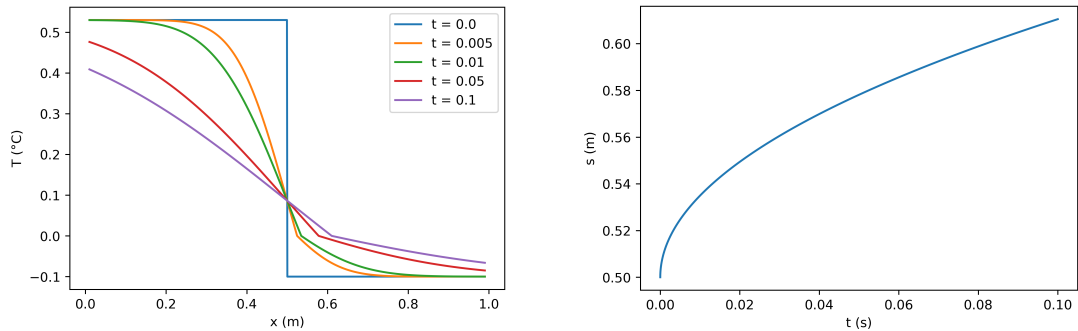 0.5
0.4
0.3
0.2
0.1
0.0
−0.1
T (°C)
0.0 0.2 0.4 0.6 0.8 1.0
x (m)
t = 0.0
t = 0.005
t = 0.01
t = 0.05
t = 0.1
0.60
0.58
0.56
0.54
0.52
0.50
s (m)
0.00 0.02 0.04 0.06 0.08 0.10
t (s)